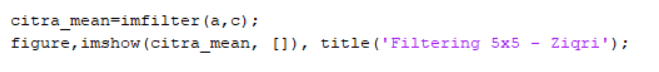 citra_mean=imfilter(a,c);
figure,imshow(citra_mean, []), title('Filtering 5x5 - Ziqri');